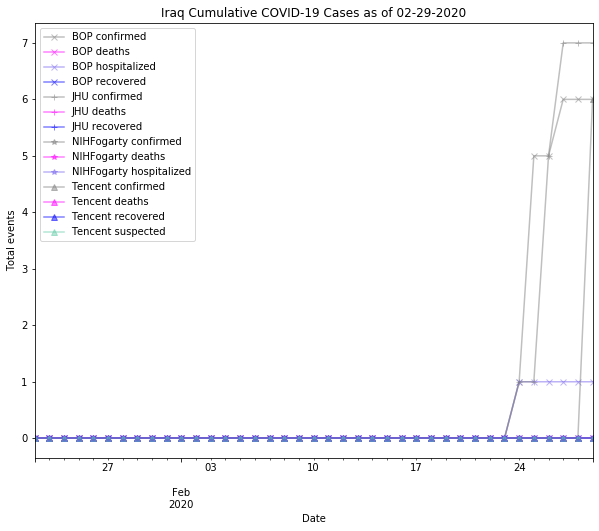 Iraq Cumulative COVID-19 Cases as of 02-29-2020
7
6
5
4
3
2
1
0
Total events
BOP confirmed
BOP deaths
BOP hospitalized
BOP recovered
JHU confirmed
JHU deaths
JHU recovered
NIHFogarty confirmed
NIHFogarty deaths
NIHFogarty hospitalized
Tencent confirmed
Tencent deaths
Tencent recovered
Tencent suspected
27 03 10 17 24
Feb
2020
Date